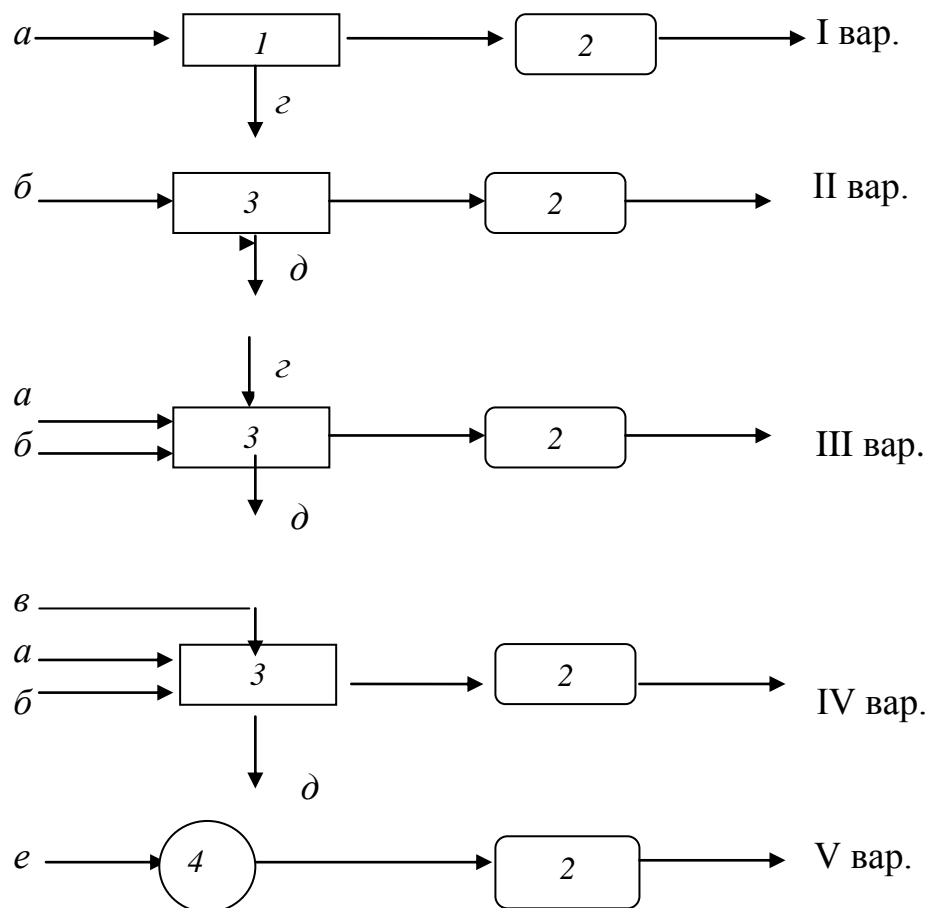 а 1 2 I вар.
г
б 3 2 II вар.
д
г
а
б 3 2 III вар.
д
в
а 3 2
б IV вар.
д
е 4 2 V вар.